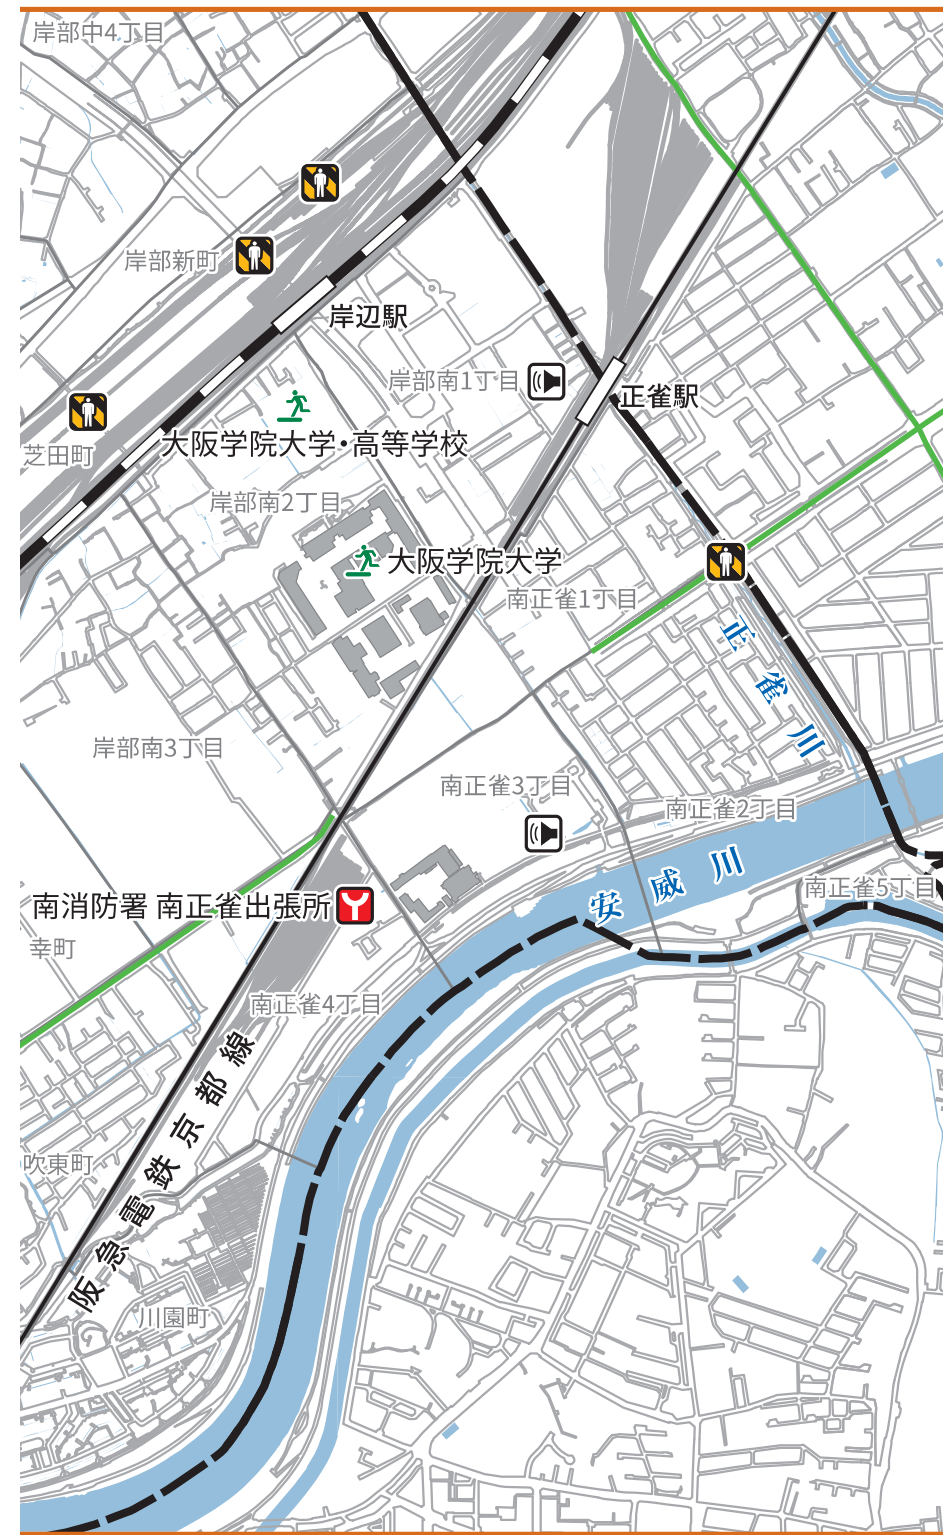 岸部中4丁目
岸部新町
岸辺駅
岸部南1丁目
正雀駅
芝田町
大阪学院大学・高等学校
岸部南2丁目
大阪学院大学
南正雀1丁目
正雀川
岸部南3丁目
南正雀3丁目
南正雀2丁目
安威川
南正雀5丁目
南消防署 南正雀出張所
幸町
南正雀4丁目
阪急電鉄京都線
吹東町
川園町